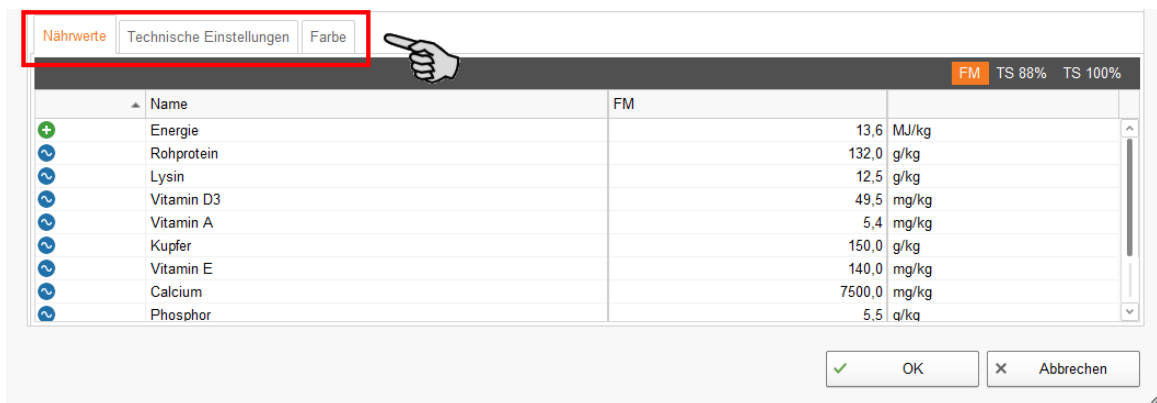 Nährwerte Technische Einstellungen Farbe
FM TS 88% TS 100%
Name FM
Energie 13,6 MJ/kg
Rohprotein 132,0 g/kg
Lysin 12,5 g/kg
Vitamin D3 49,5 mg/kg
Vitamin A 5,4 mg/kg
Kupfer 150,0 g/kg
Vitamin E 140,0 mg/kg
Calcium 7500,0 mg/kg
Phosphor 5,5 g/kg
OK Abbrechen